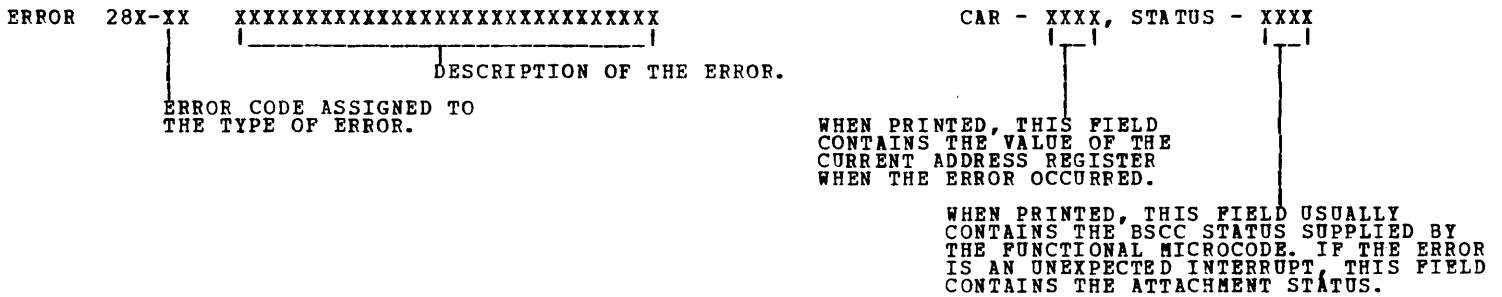 ERROR 28X-XX XXXXXXXXXXXXXXXXXXXXXXXXXXXXXX CAR - XXXX, STATUS - XXXX
DESCRIPTION OF THE ERROR.
ERROR CODE ASSIGNED TO
THE TYPE OF ERROR.
WHEN PRINTED, THIS FIELD
CONTAINS THE VALUE OF THE
CURRENT ADDRESS REGISTER
WHEN THE ERROR OCCURRED.
WHEN PRINTED, THIS FIELD USUALLY
CONTAINS THE BSCC STATUS SUPPLIED BY
THE FUNCTIONAL MICROCODE. IF THE ERROR
IS AN UNEXPECTED INTERRUPT, THIS FIELD
CONTAINS THE ATTACHMENT STATUS.